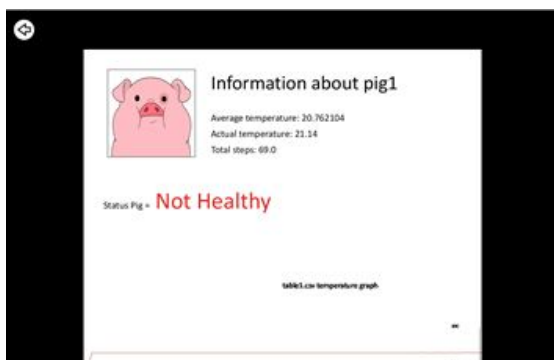 Information about pig1
Average temperature: 20.762104
Actual temperature: 21.14
Total steps: 69.0
Status Pig = Not Healthy
table1.csv temperature graph